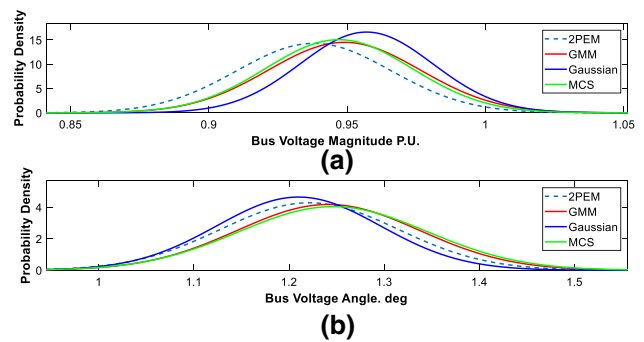 Probability Density
15
10
5
0
2PEM
GMM
Gaussian
MCS
0.85
0.9
0.95
1
1.05
Bus Voltage Magnitude P.U.
(a)
Probability Density
4
2
0
2PEM
GMM
Gaussian
MCS
1
1.1
1.2
1.3
1.4
1.5
Bus Voltage Angle. deg
(b)